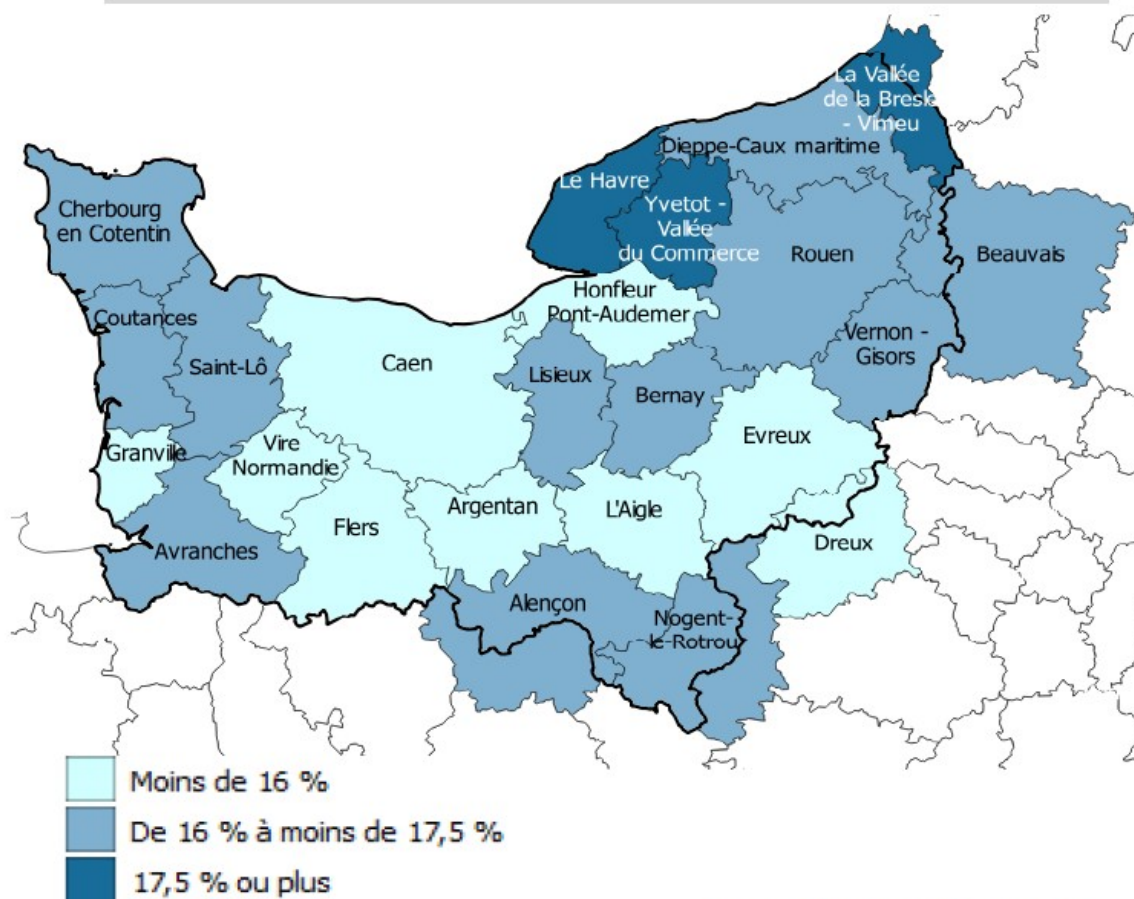 La Vallée
de la Bresle
- Vimeu
Dieppe-Caux maritime
Le Havre
Yvetot -
Vallée
du Commerce
Cherbourg
en Cotentin
Rouen
Beauvais
Honfleur
Pont-Audemer
Coutances
Vernon -
Gisors
Saint-Lô
Caen
Lisieux
Bernay
Evreux
Granville
Vire
Normandie
Argentan
L'Aigle
Flers
Dreux
Avranches
Alençon
Nogent-
le-Rotrou
Moins de 16 %
De 16 % à moins de 17,5 %
17,5 % ou plus